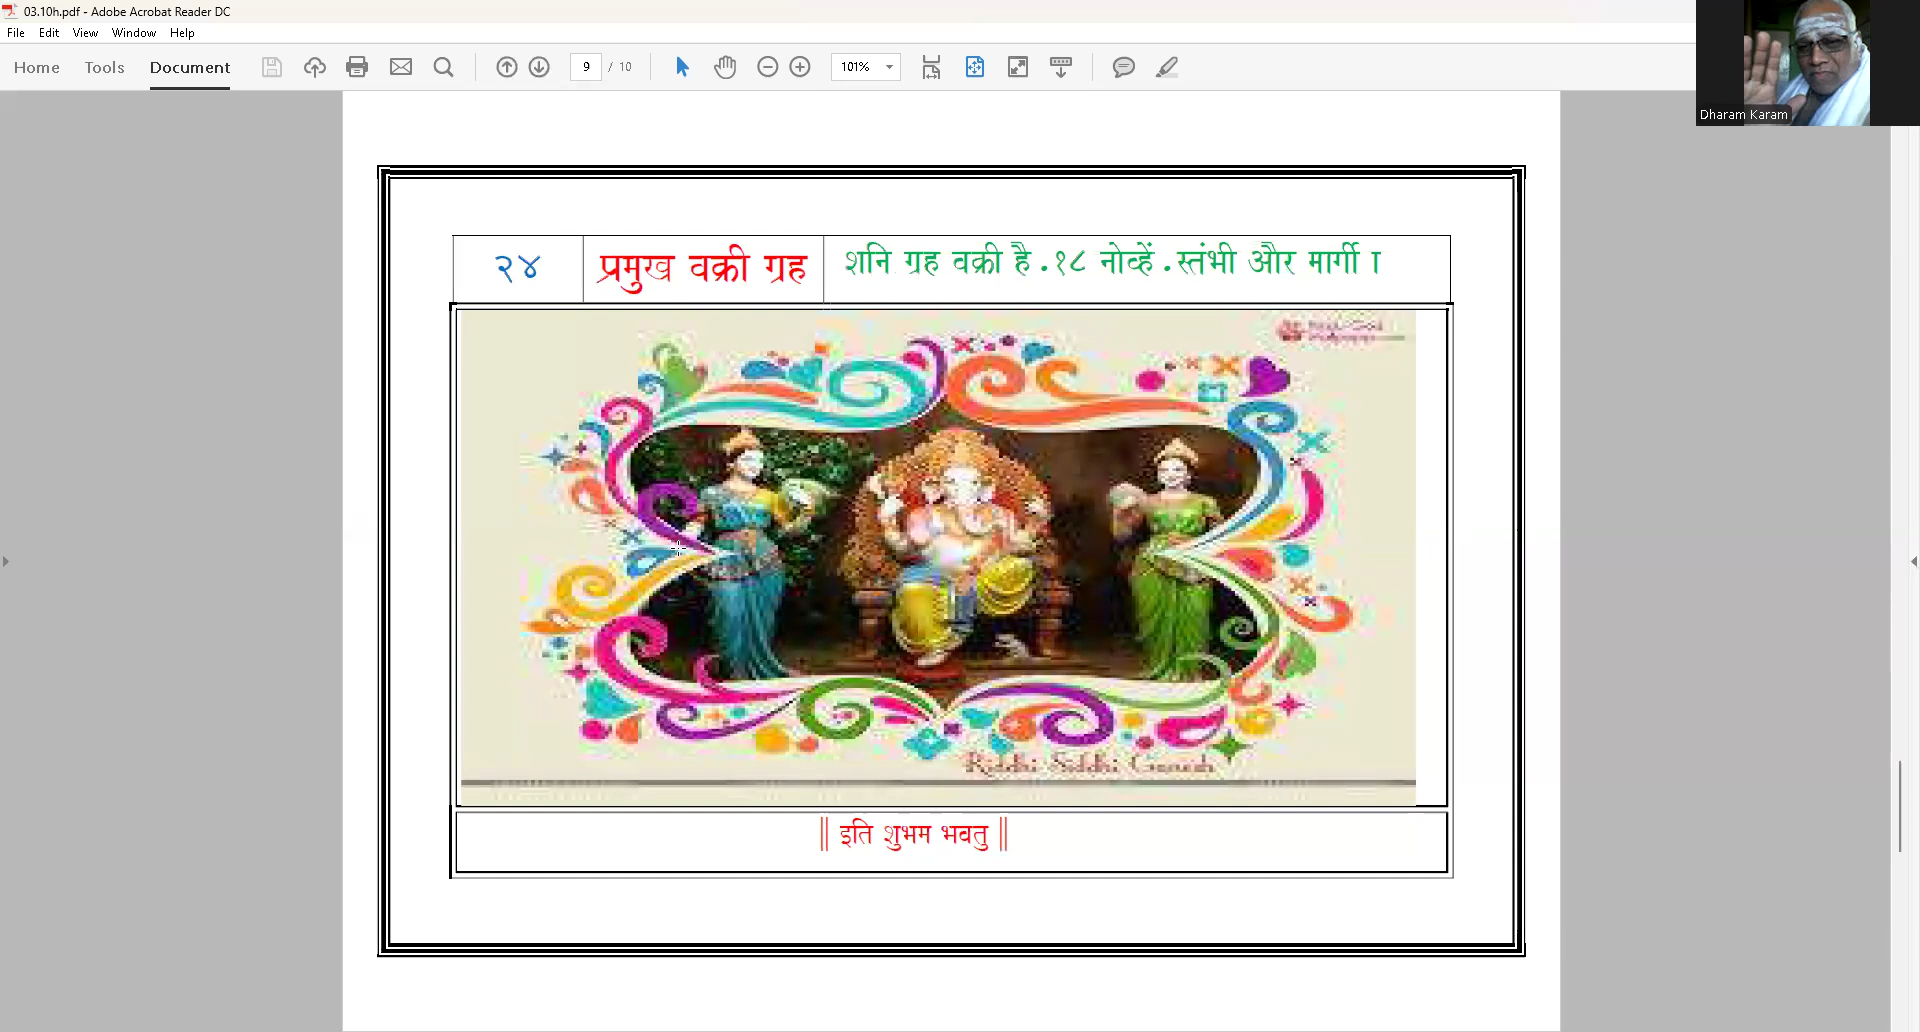 03.10h.pdf - Adobe Acrobat Reader DC
File Edit View Window Help
Home Tools Document 9 / 10 101%
Dharam Karam
२४ प्रमुख वक्री ग्रह शनि ग्रह वक्री है .१८ नोव्हें .स्तंभी और मार्गी ा
Riddhi Siddhi Ganesh
॥ इति शुभम भवतु ॥